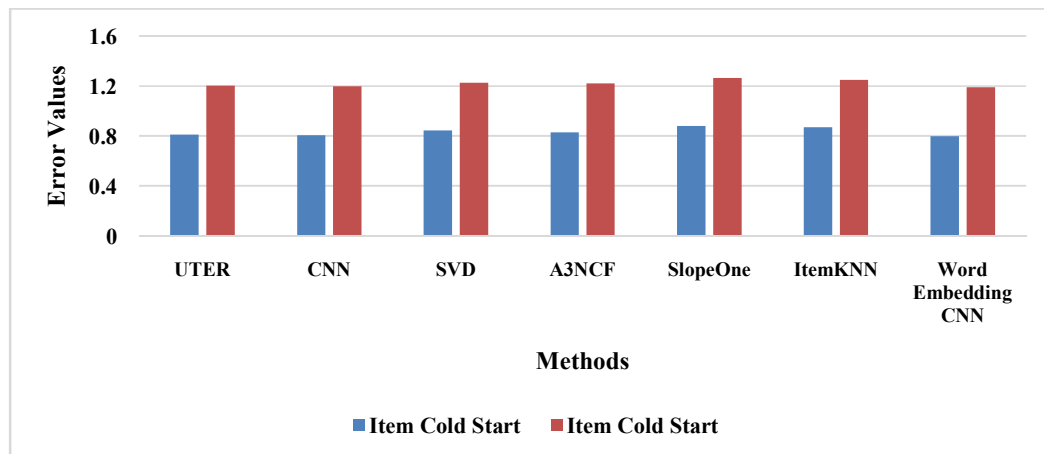 1.6
1.2
0.8
0.4
0
Error Values
UTER CNN SVD A3NCF SlopeOne ItemKNN Word
Embedding
CNN
Methods
Item Cold Start Item Cold Start